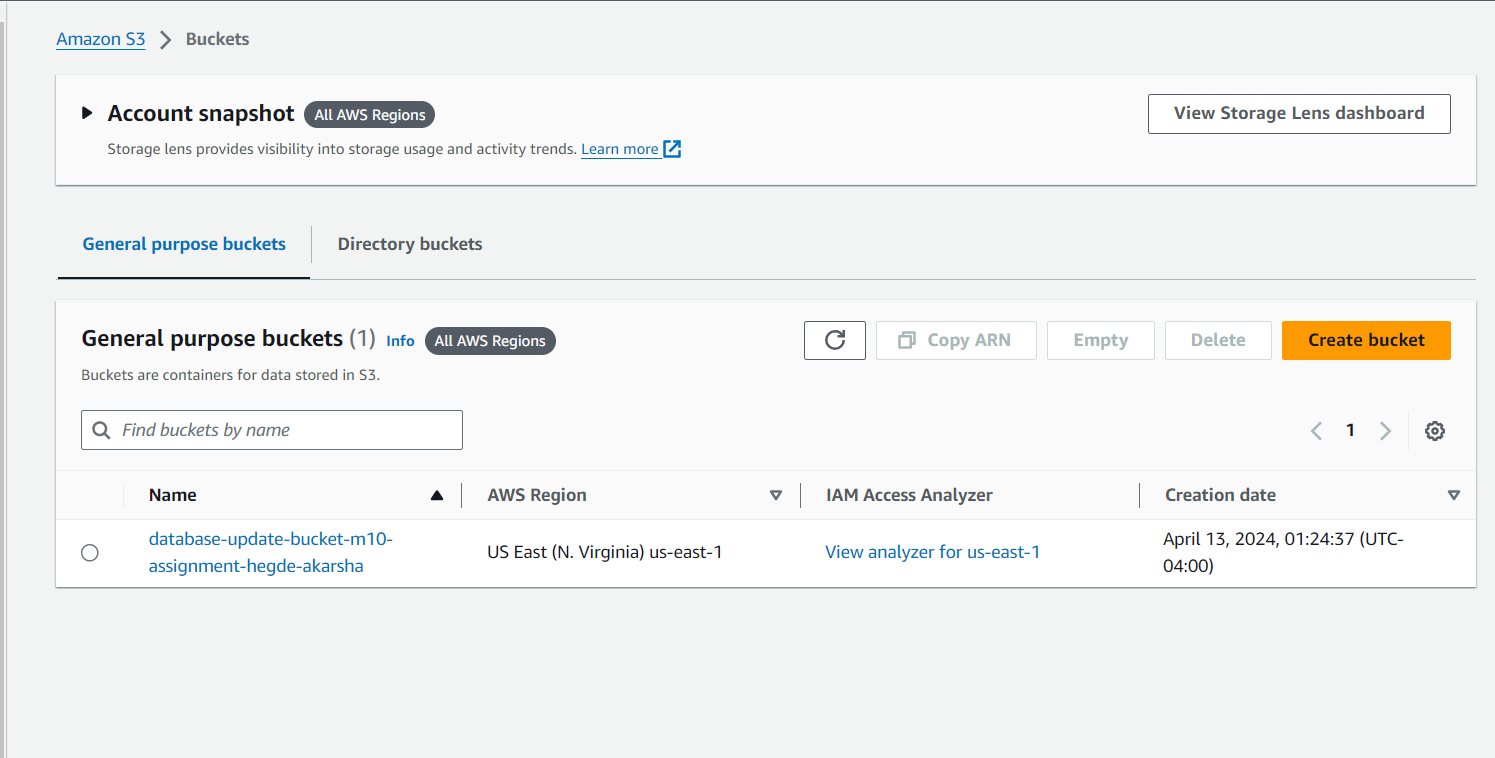 Amazon S3 > Buckets
Account snapshot All AWS Regions
View Storage Lens dashboard
Storage lens provides visibility into storage usage and activity trends. Learn more
General purpose buckets
Directory buckets
General purpose buckets (1) Info All AWS Regions
Copy ARN
Empty
Delete
Create bucket
Buckets are containers for data stored in S3.
Find buckets by name
1
Name
AWS Region
IAM Access Analyzer
Creation date
database-update-bucket-m10-
assignment-hegde-akarsha
US East (N. Virginia) us-east-1
View analyzer for us-east-1
April 13, 2024, 01:24:37 (UTC-
04:00)